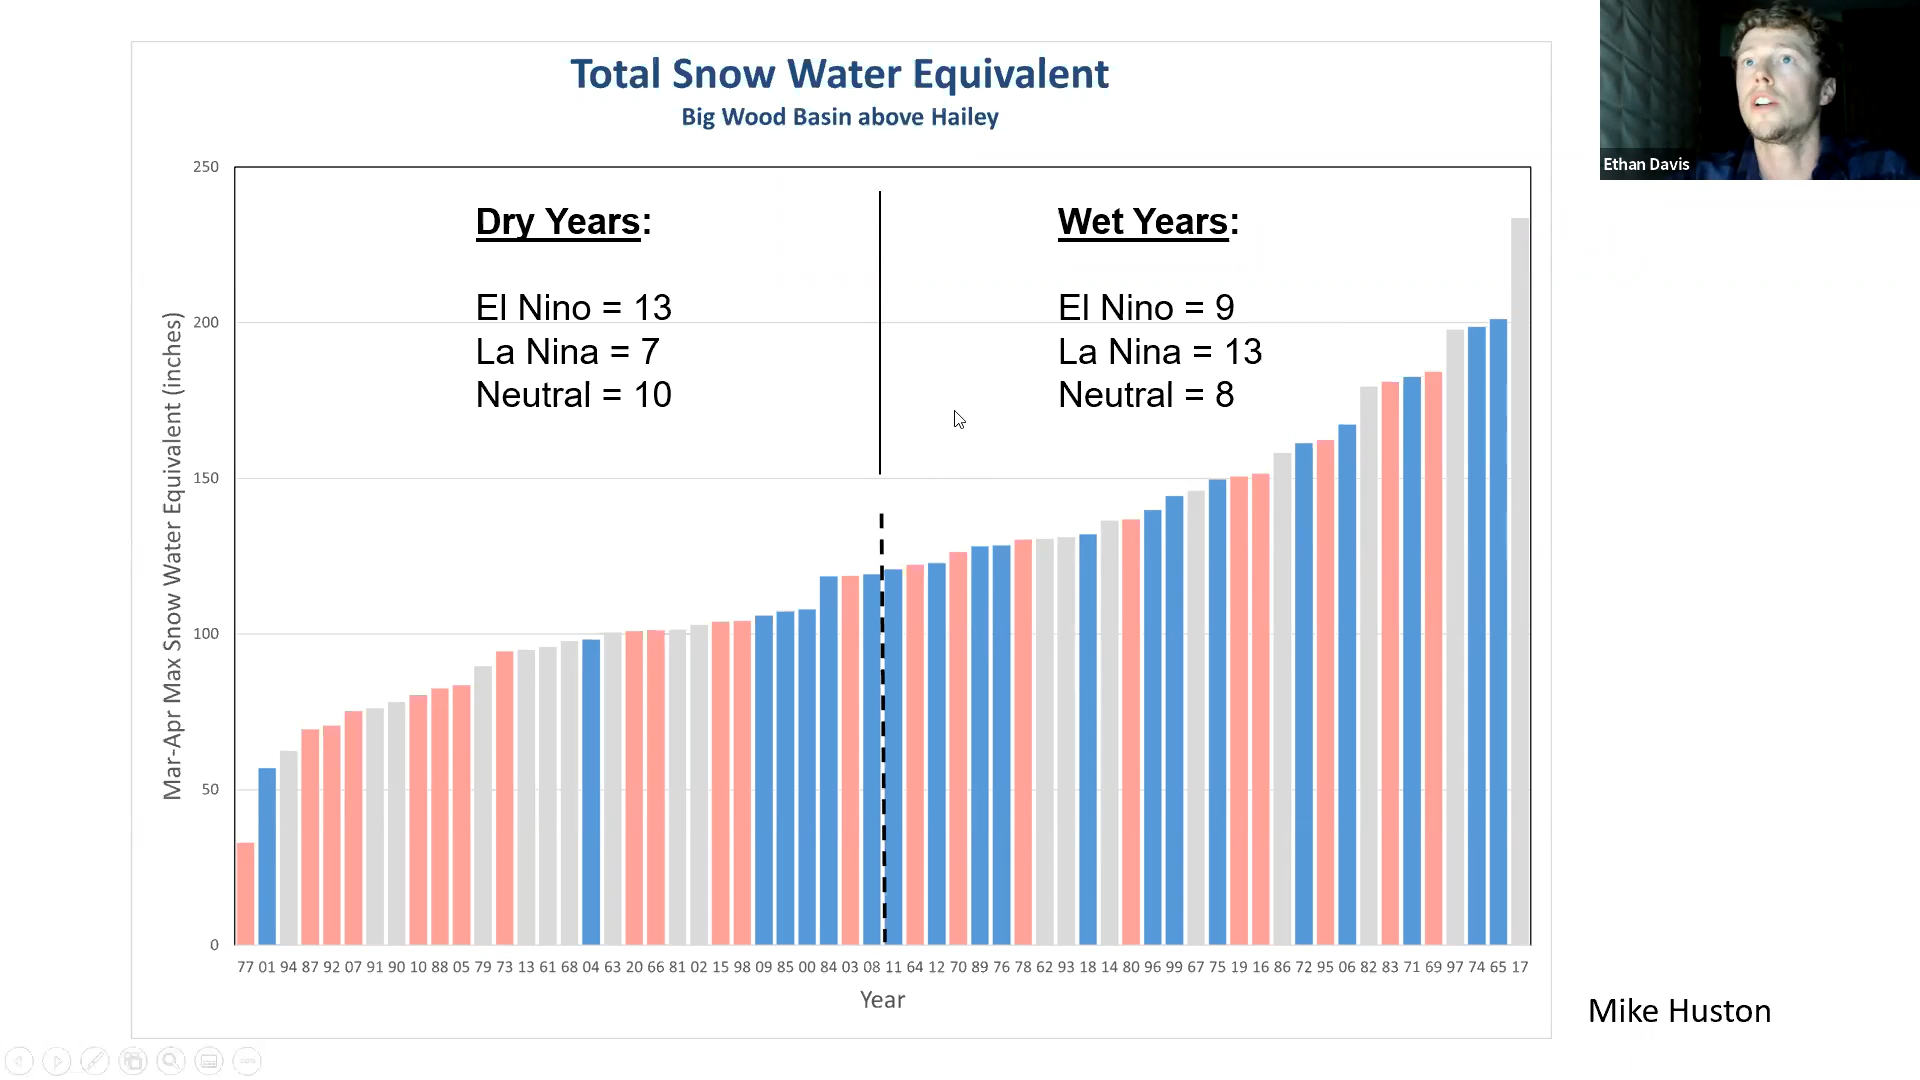 Total Snow Water Equivalent
Big Wood Basin above Hailey
Ethan Davis
Mar-Apr Max Snow Water Equivalent (inches)
250
200
150
100
50
0
Dry Years:
El Nino = 13
La Nina = 7
Neutral = 10
Wet Years:
El Nino = 9
La Nina = 13
Neutral = 8
77 01 94 87 92 07 91 90 10 88 05 79 73 13 61 68 04 63 20 66 81 02 15 98 09 85 00 84 03 08 11 64 12 70 89 76 78 62 93 18 14 80 96 99 67 75 19 16 86 72 95 06 82 83 71 69 97 74 65 17
Year
Mike Huston